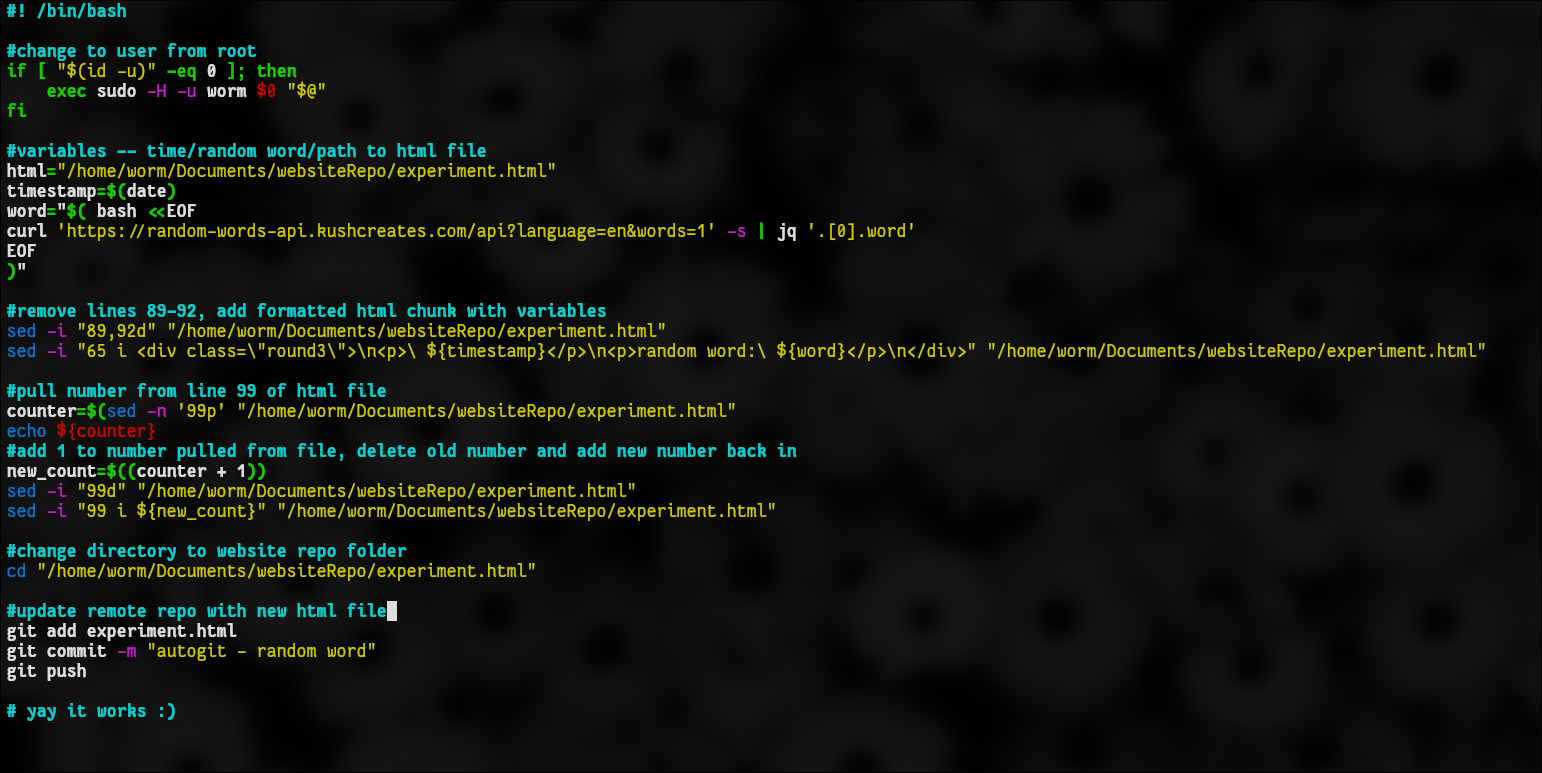 #! /bin/bash

#change to user from root
if [ "$(id -u)" -eq 0 ]; then
    exec sudo -H -u worm $0 "$@"
fi

#variables -- time/random word/path to html file
html="/home/worm/Documents/websiteRepo/experiment.html"
timestamp=$(date)
word="$( bash <<EOF
curl 'https://random-words-api.kushcreates.com/api?language=en&words=1' -s | jq '.[0].word'
EOF
)"

#remove lines 89-92, add formatted html chunk with variables
sed -i "89,92d" "/home/worm/Documents/websiteRepo/experiment.html"
sed -i "65 i <div class=\"round3\">\n<p>\ ${timestamp}</p>\n<p>random word:\ ${word}</p>\n</div>" "/home/worm/Documents/websiteRepo/experiment.html"

#pull number from line 99 of html file
counter=$(sed -n '99p' "/home/worm/Documents/websiteRepo/experiment.html")
echo ${counter}
#add 1 to number pulled from file, delete old number and add new number back in
new_count=$((counter + 1))
sed -i "99d" "/home/worm/Documents/websiteRepo/experiment.html"
sed -i "99 i ${new_count}" "/home/worm/Documents/websiteRepo/experiment.html"

#change directory to website repo folder
cd "/home/worm/Documents/websiteRepo/experiment.html"

#update remote repo with new html file
git add experiment.html
git commit -m "autogit - random word"
git push

# yay it works :)